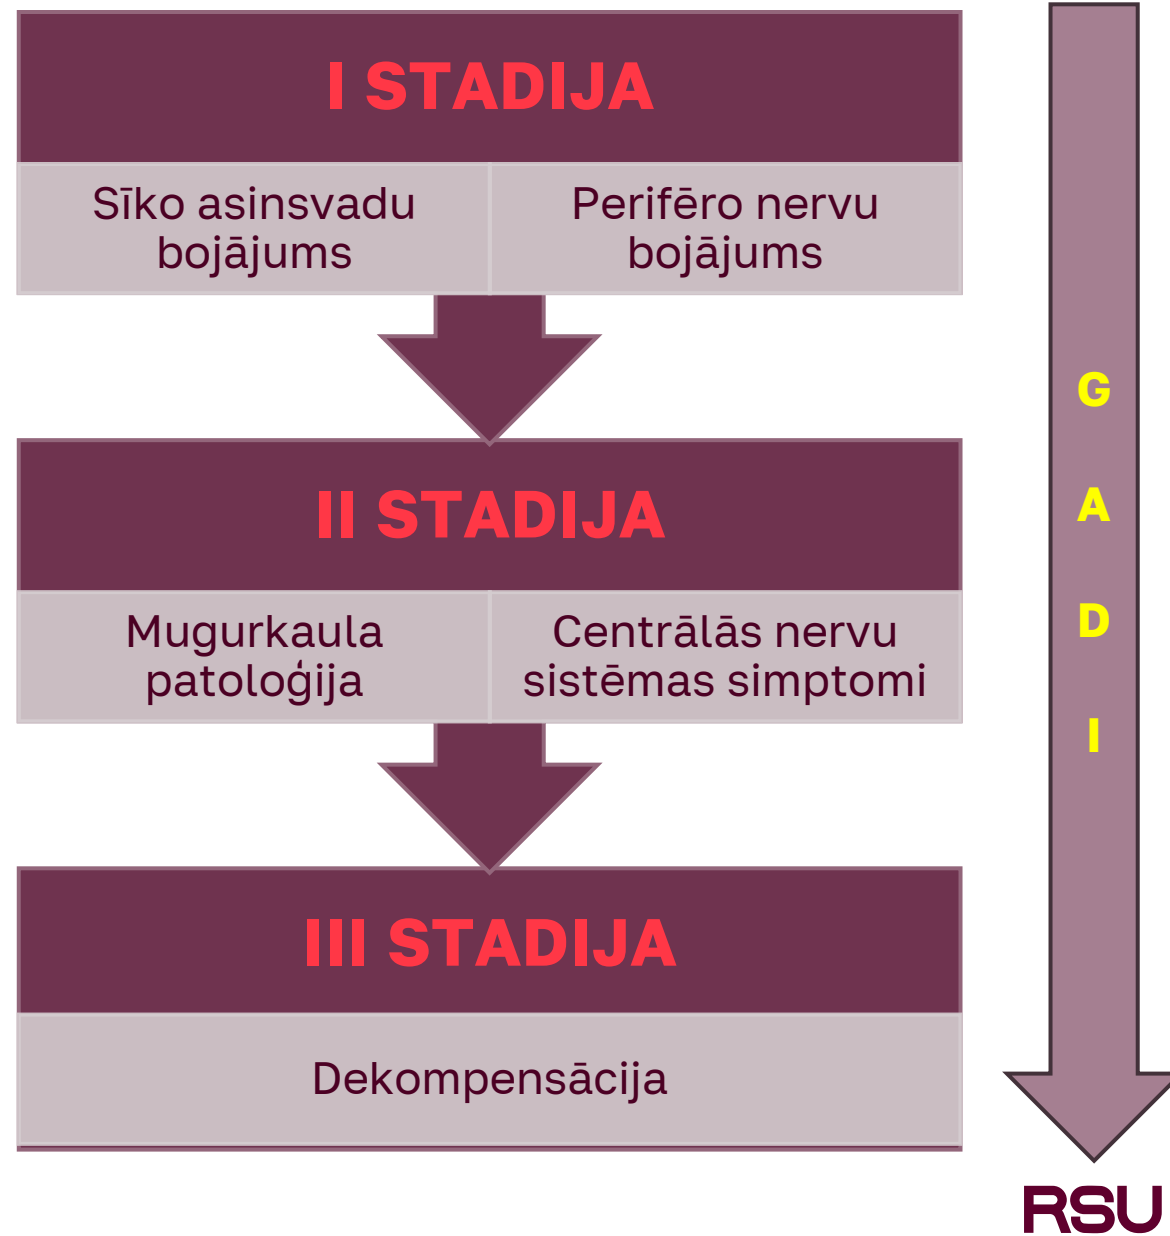 I STADIJA
Sīko asinsvadu
bojājums
Perifēro nervu
bojājums
II STADIJA
Mugurkaula
patoloģija
Centrālās nervu
sistēmas simptomi
III STADIJA
Dekompensācija
G
A
D
I
RSU